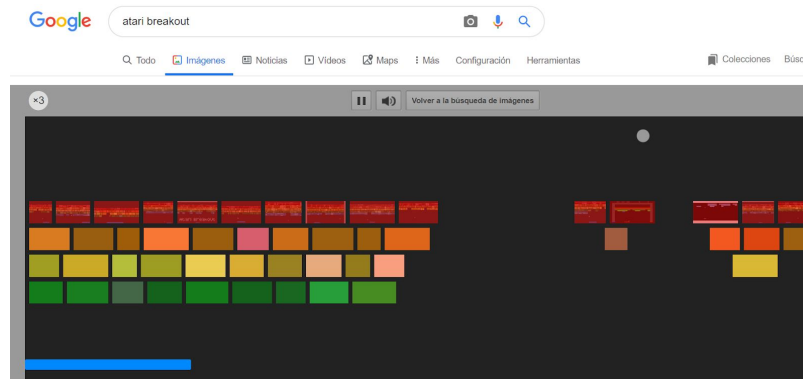 Google
atari breakout
Todo Imágenes Noticias Vídeos Maps Más Configuración Herramientas Colecciones
×3 Volver a la búsqueda de imágenes